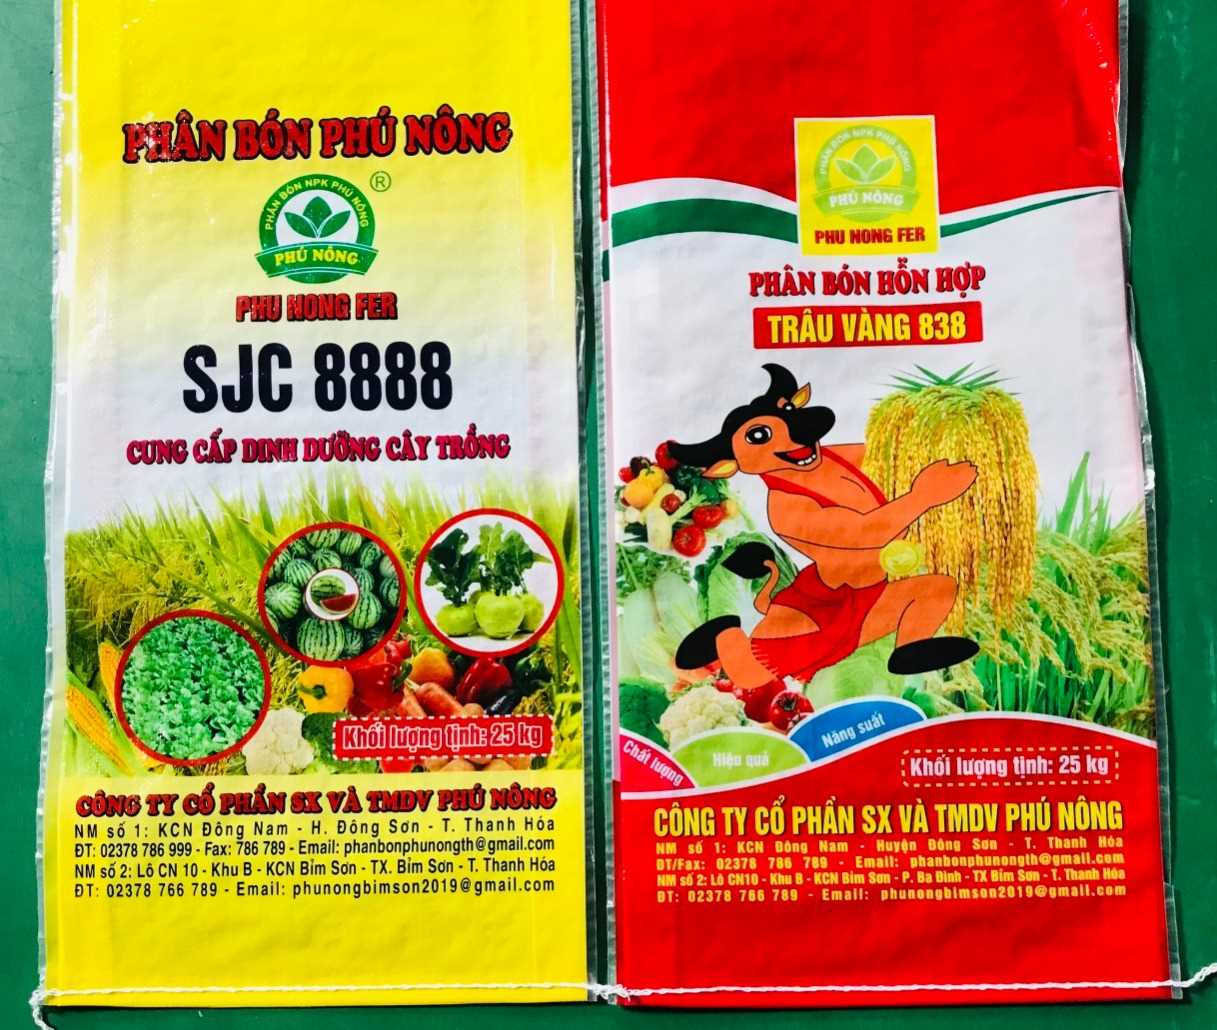 PHÂN BÓN PHÚ NÔNG
PHÂN BÓN NPK PHÚ NÔNG
®
PHÚ NÔNG
PHU NONG FER
SJC 8888
CUNG CẤP DINH DƯỠNG CÂY TRỒNG
Khối lượng tịnh: 25 kg
CÔNG TY CỔ PHẦN SX VÀ TMDV PHÚ NÔNG
NM số 1: KCN Đông Nam - H. Đông Sơn - T. Thanh Hóa
ĐT: 02378 786 999 - Fax: 786 789 - Email: phanbonphunongth@gmail.com
NM số 2: Lô CN 10 - Khu B - KCN Bỉm Sơn - TX. Bỉm Sơn - T. Thanh Hóa
ĐT: 02378 766 789 - Email: phunongbimson2019@gmail.com
PHÂN BÓN NPK PHÚ NÔNG
PHÚ NÔNG
PHU NONG FER
PHÂN BÓN HỖN HỢP
TRÂU VÀNG 838
Chất lượng
Hiệu quả
Năng suất
Khối lượng tịnh: 25 kg
CÔNG TY CỔ PHẦN SX VÀ TMDV PHÚ NÔNG
NM số 1: KCN Đông Nam - Huyện Đông Sơn - T. Thanh Hóa
ĐT/Fax: 02378 786 789 - Email: phanbonphunongth@gmail.com
NM số 2: Lô CN10 - Khu B - KCN Bỉm Sơn - P. Ba Đình - TX Bỉm Sơn - T. Thanh Hóa
ĐT: 02378 766 789 - Email: phunongbimson2019@gmail.com